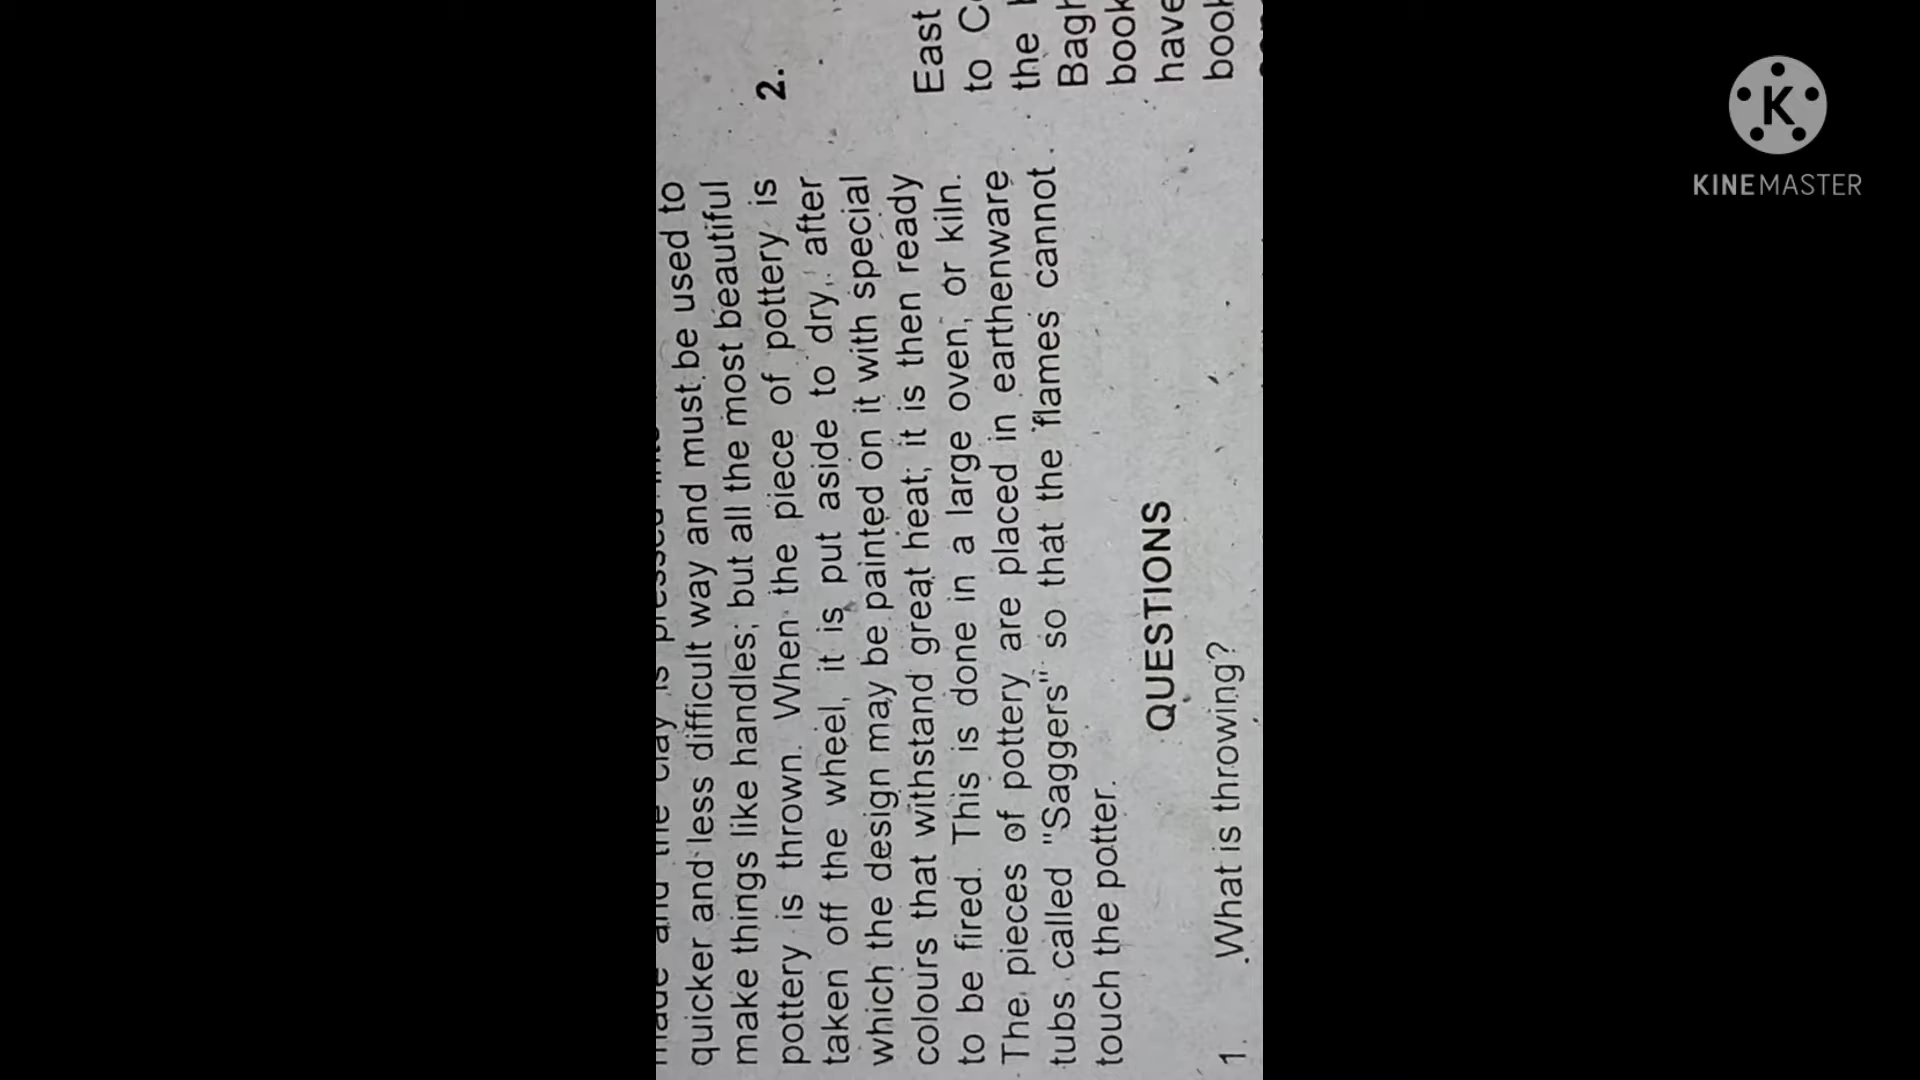 quicker and less difficult way and must be used to
make things like handles; but all the most beautiful
pottery is thrown. When the piece of pottery is
taken off the wheel, it is put aside to dry, after
which the design may be painted on it with special
colours that withstand great heat; it is then ready
to be fired. This is done in a large oven, or kiln.
The pieces of pottery are placed in earthenware
tubs called "Saggers" so that the flames cannot
touch the potter.
QUESTIONS
1. What is throwing?
2.
East
to
the
have
KINEMASTER